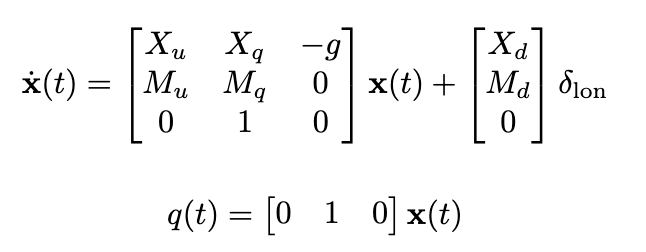 ẋ(t) = [X_u X_q −g; M_u M_q 0; 0 1 0] x(t) + [X_d; M_d; 0] δ_lon
q(t) = [0 1 0] x(t)